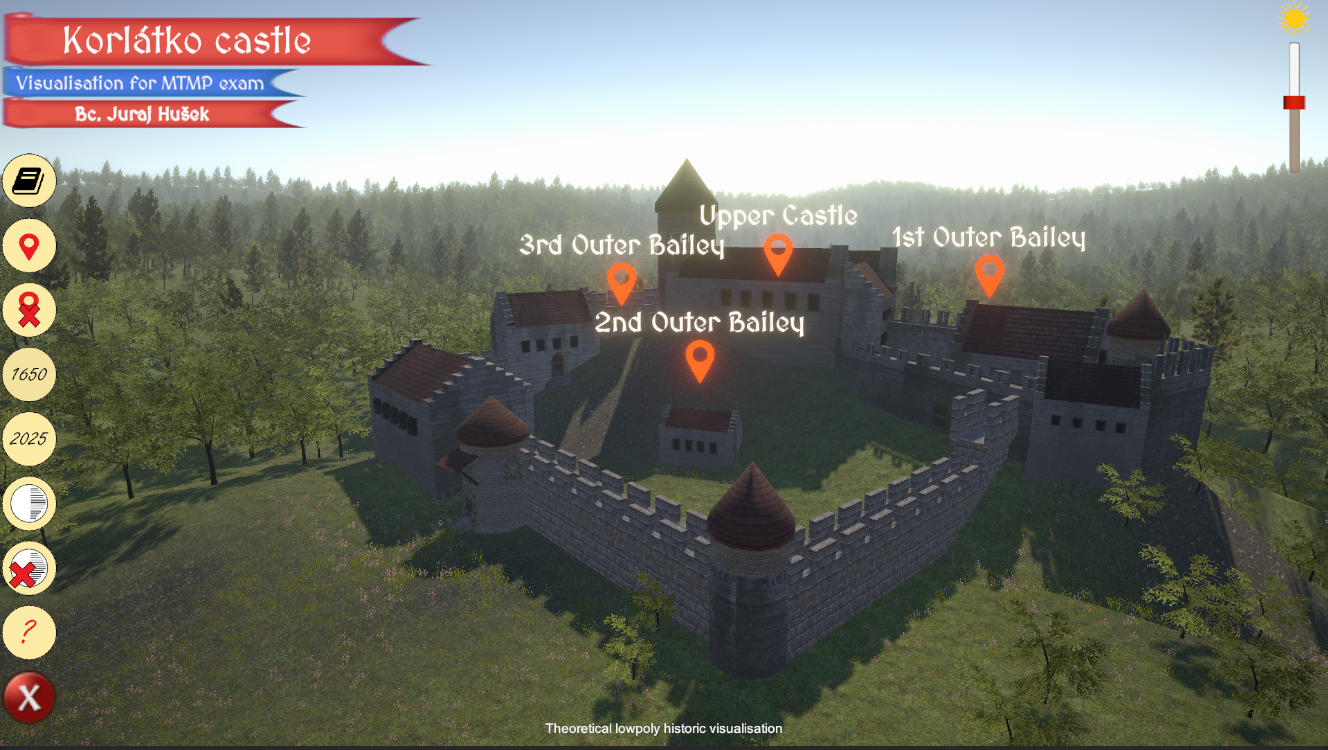 Korlátko castle
Visualisation for MTMP exam
Bc. Juraj Hušek
Upper Castle
1st Outer Bailey
3rd Outer Bailey
2nd Outer Bailey
1650
2025
?
X
Theoretical lowpoly historic visualisation